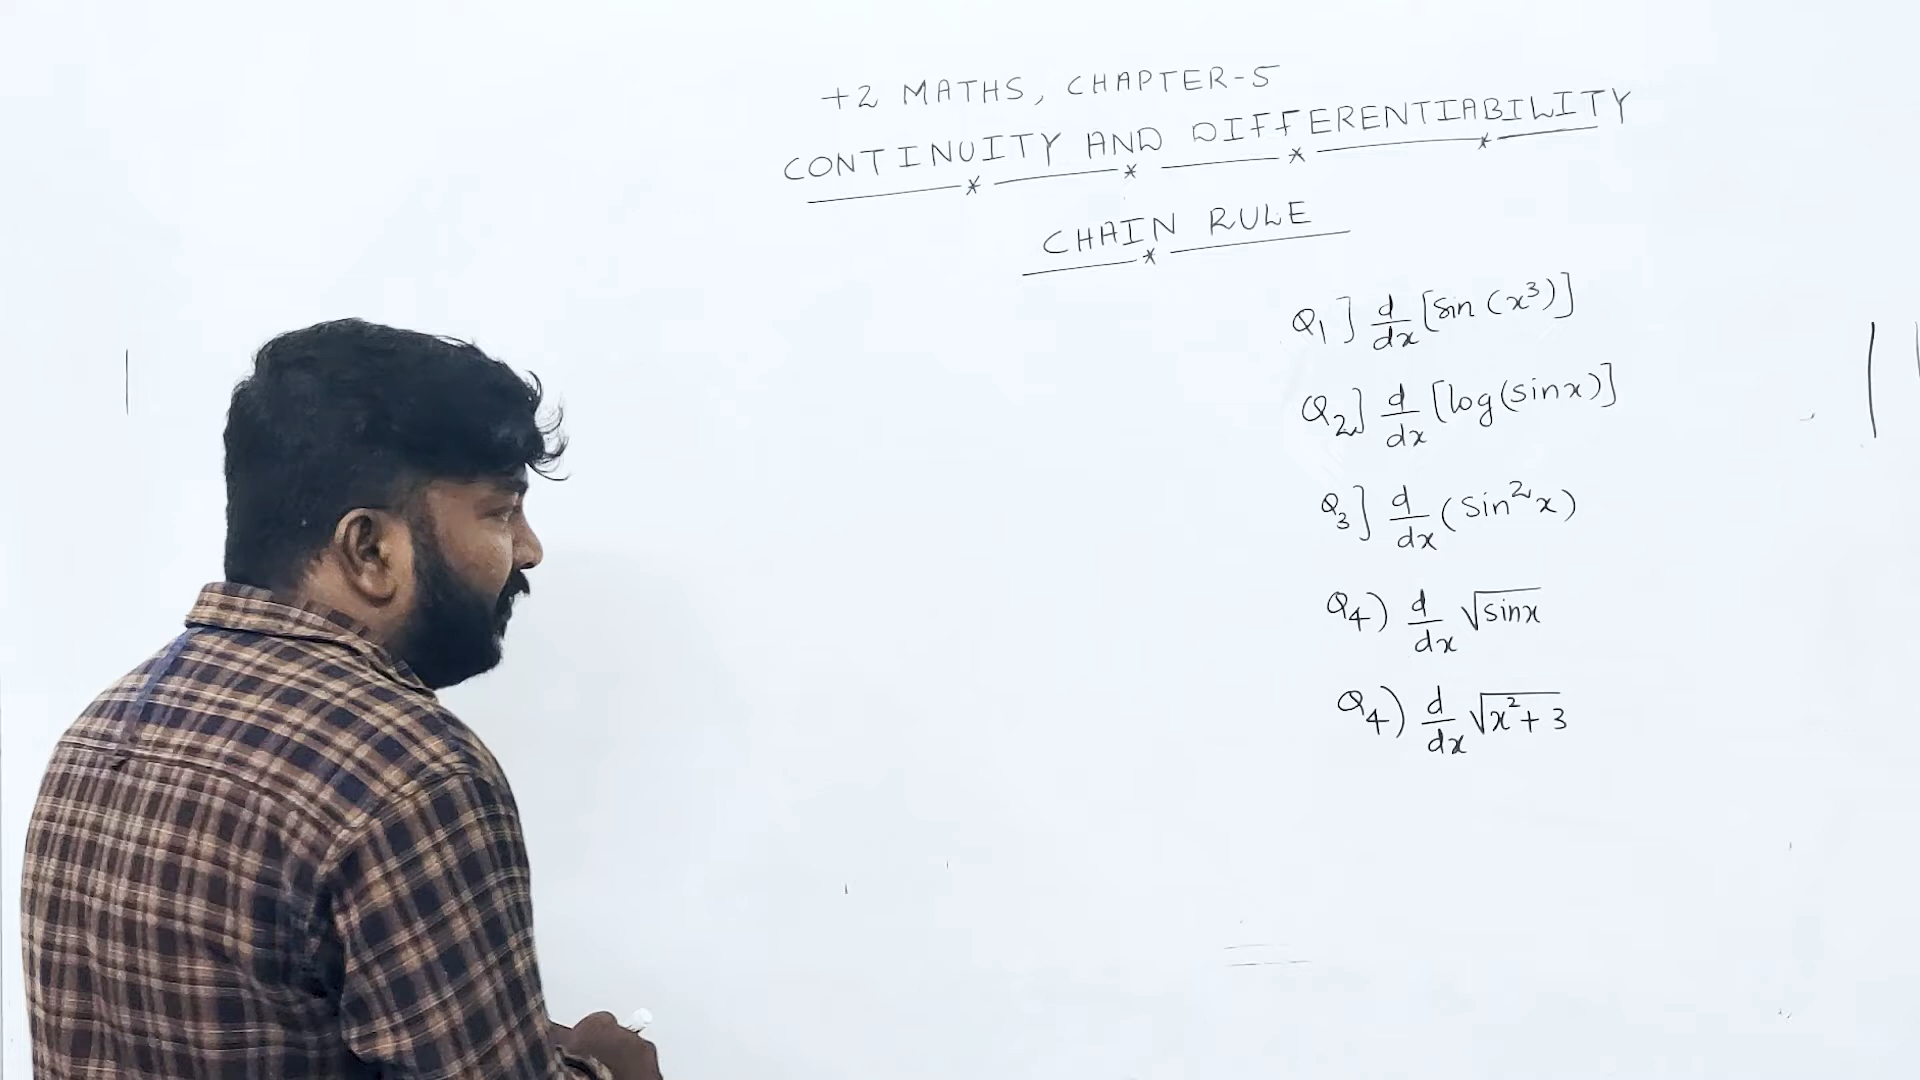 +2 MATHS, CHAPTER-5
CONTINUITY AND DIFFERENTIABILITY
CHAIN RULE
Q1] d/dx [sin (x³)]
Q2] d/dx [log(sinx)]
Q3] d/dx (sin²x)
Q4) d/dx √sinx
Q4) d/dx √x²+3